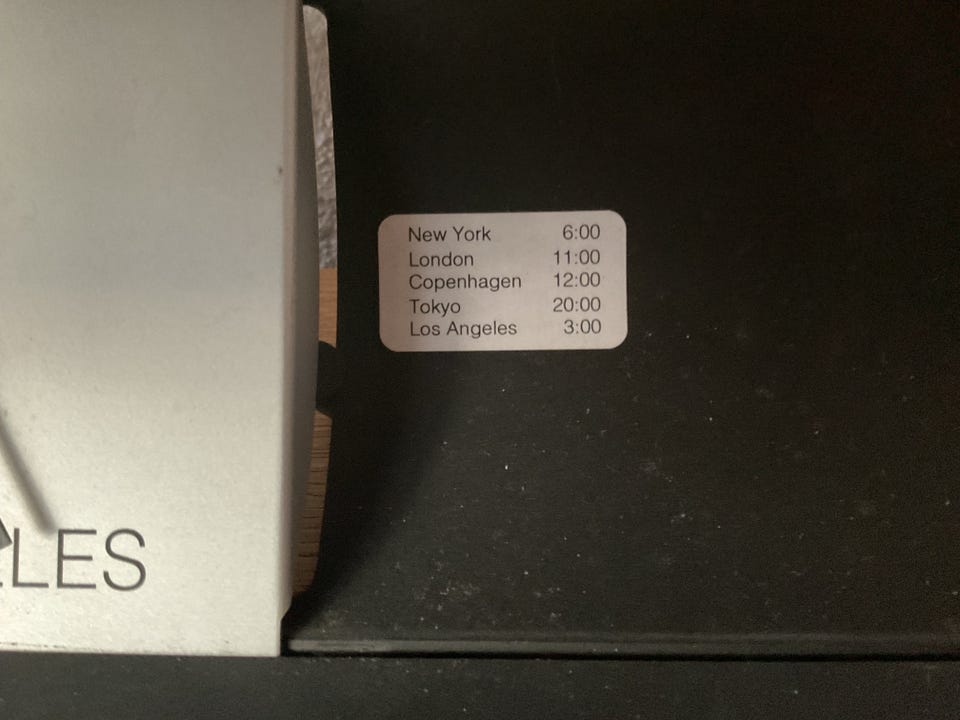 New York 6:00
London 11:00
Copenhagen 12:00
Tokyo 20:00
Los Angeles 3:00
LES